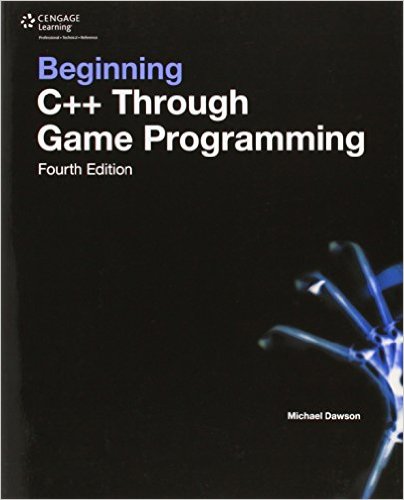 CENGAGE
Learning®
Professional • Technical • Reference
Beginning
C++ Through
Game Programming
Fourth Edition
Michael Dawson